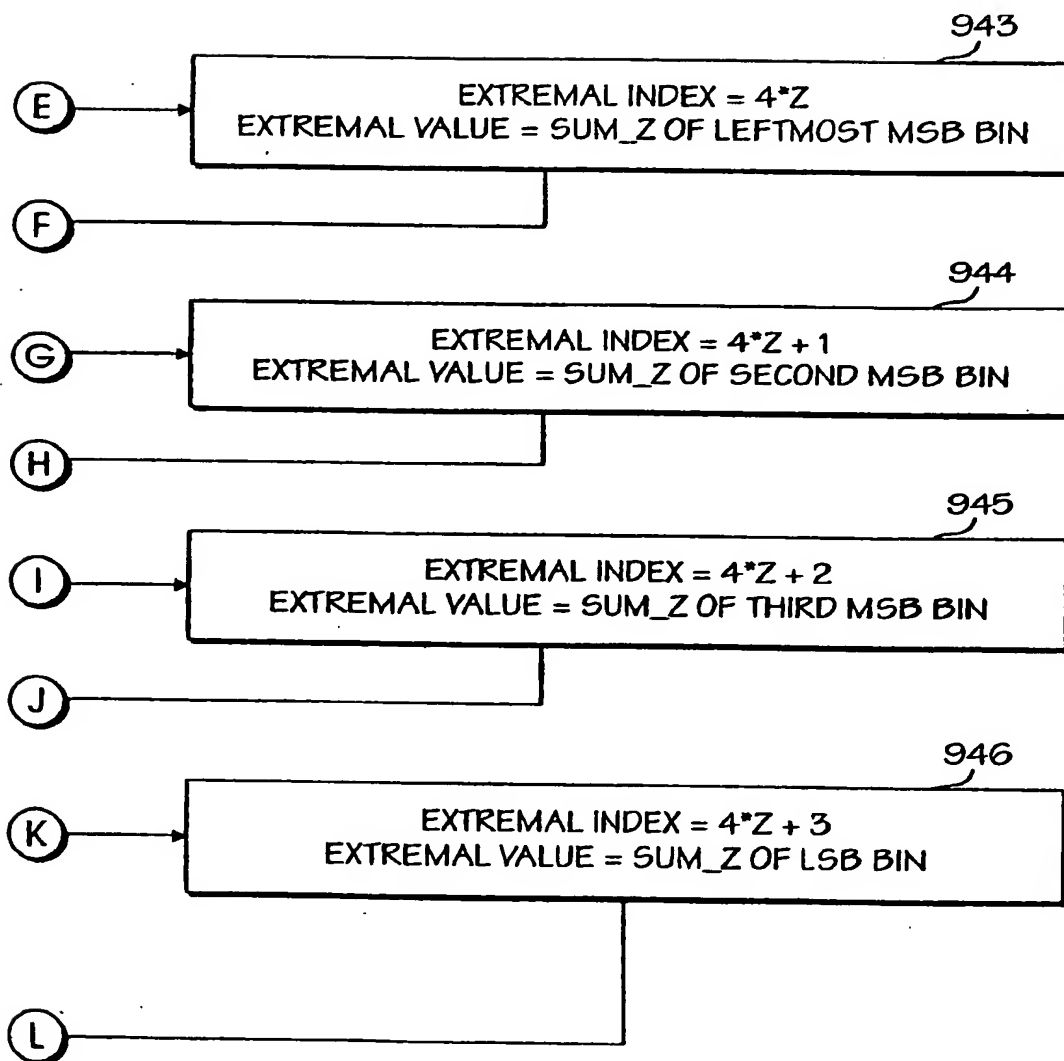 943
E
EXTREMAL INDEX = 4*Z
EXTREMAL VALUE = SUM_Z OF LEFTMOST MSB BIN
F
944
G
EXTREMAL INDEX = 4*Z + 1
EXTREMAL VALUE = SUM_Z OF SECOND MSB BIN
H
945
I
EXTREMAL INDEX = 4*Z + 2
EXTREMAL VALUE = SUM_Z OF THIRD MSB BIN
J
946
K
EXTREMAL INDEX = 4*Z + 3
EXTREMAL VALUE = SUM_Z OF LSB BIN
L